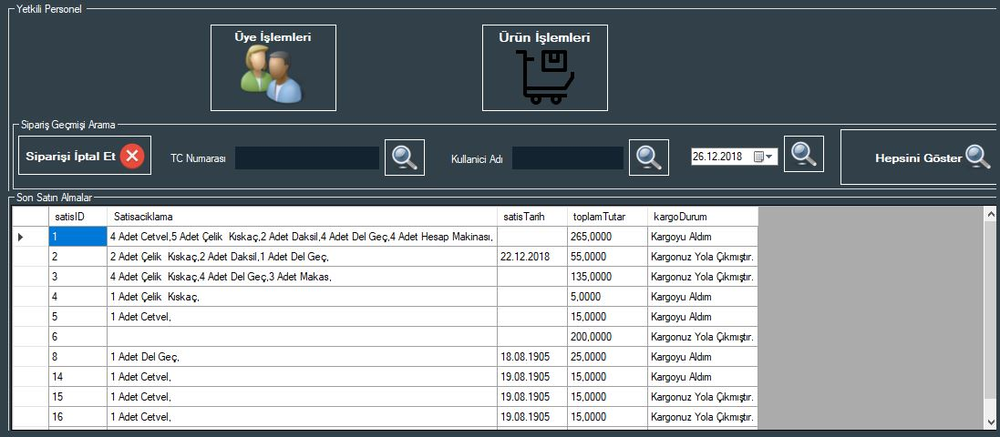 Yetkili Personel
Üye İşlemleri
Ürün İşlemleri
Sipariş Geçmişi Arama
Siparişi İptal Et
TC Numarası
Kullanici Adı
26.12.2018
Hepsini Göster
Son Satın Almalar
satisID Satisaciklama satisTarih toplamTutar kargoDurum
1 4 Adet Cetvel,5 Adet Çelik  Kıskaç,2 Adet Daksil,4 Adet Del Geç,4 Adet Hesap Makinası, 265,0000 Kargoyu Aldım
2 2 Adet Çelik  Kıskaç,2 Adet Daksil,1 Adet Del Geç, 22.12.2018 55,0000 Kargonuz Yola Çıkmıştır.
3 4 Adet Çelik  Kıskaç,4 Adet Del Geç,3 Adet Makas, 135,0000 Kargonuz Yola Çıkmıştır.
4 1 Adet Çelik  Kıskaç, 5,0000 Kargoyu Aldım
5 1 Adet Cetvel, 15,0000 Kargoyu Aldım
6 200,0000 Kargonuz Yola Çıkmıştır.
8 1 Adet Del Geç, 18.08.1905 25,0000 Kargoyu Aldım
14 1 Adet Cetvel, 19.08.1905 15,0000 Kargoyu Aldım
15 1 Adet Cetvel, 19.08.1905 15,0000 Kargonuz Yola Çıkmıştır.
16 1 Adet Cetvel, 19.08.1905 15,0000 Kargonuz Yola Çıkmıştır.